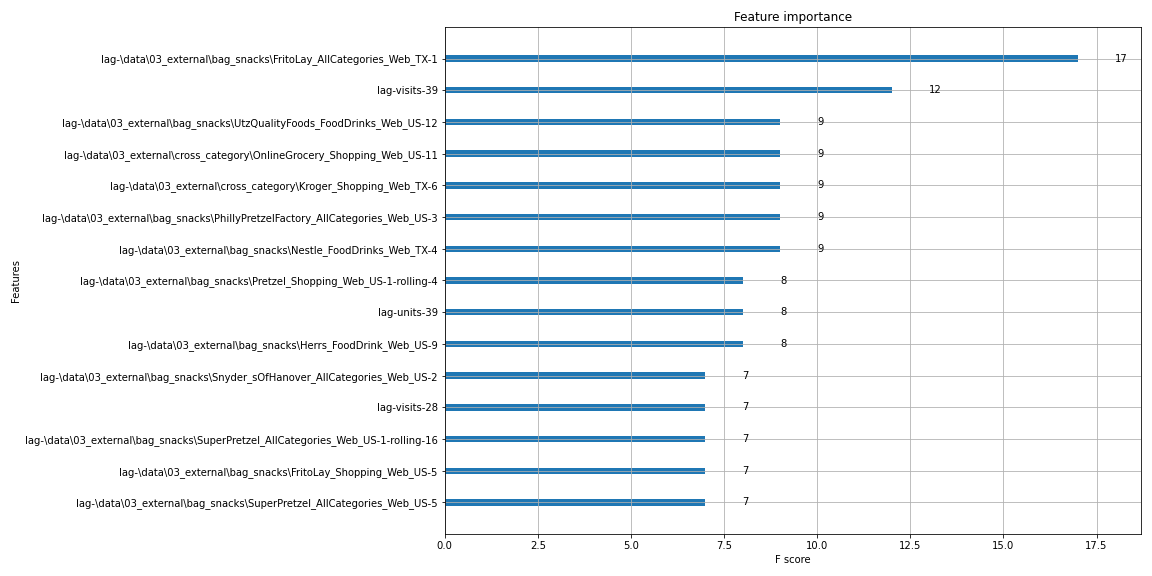 Feature importance
lag-\data\03_external\bag_snacks\FritoLay_AllCategories_Web_TX-1
17
lag-visits-39
12
lag-\data\03_external\bag_snacks\UtzQualityFoods_FoodDrinks_Web_US-12
9
lag-\data\03_external\cross_category\OnlineGrocery_Shopping_Web_US-11
9
lag-\data\03_external\cross_category\Kroger_Shopping_Web_TX-6
9
lag-\data\03_external\bag_snacks\PhillyPretzelFactory_AllCategories_Web_US-3
9
lag-\data\03_external\bag_snacks\Nestle_FoodDrinks_Web_TX-4
9
lag-\data\03_external\bag_snacks\Pretzel_Shopping_Web_US-1-rolling-4
8
lag-units-39
8
lag-\data\03_external\bag_snacks\Herrs_FoodDrink_Web_US-9
8
lag-\data\03_external\bag_snacks\Snyder_sOfHanover_AllCategories_Web_US-2
7
lag-visits-28
7
lag-\data\03_external\bag_snacks\SuperPretzel_AllCategories_Web_US-1-rolling-16
7
lag-\data\03_external\bag_snacks\FritoLay_Shopping_Web_US-5
7
lag-\data\03_external\bag_snacks\SuperPretzel_AllCategories_Web_US-5
7
Features
0.0 2.5 5.0 7.5 10.0 12.5 15.0 17.5
F score